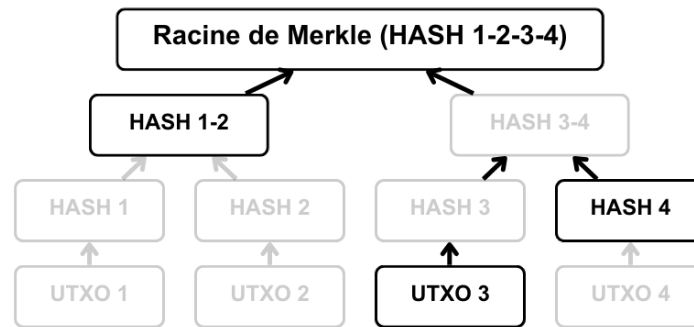 Racine de Merkle (HASH 1-2-3-4)
HASH 1-2
HASH 3-4
HASH 1
HASH 2
HASH 3
HASH 4
UTXO 1
UTXO 2
UTXO 3
UTXO 4